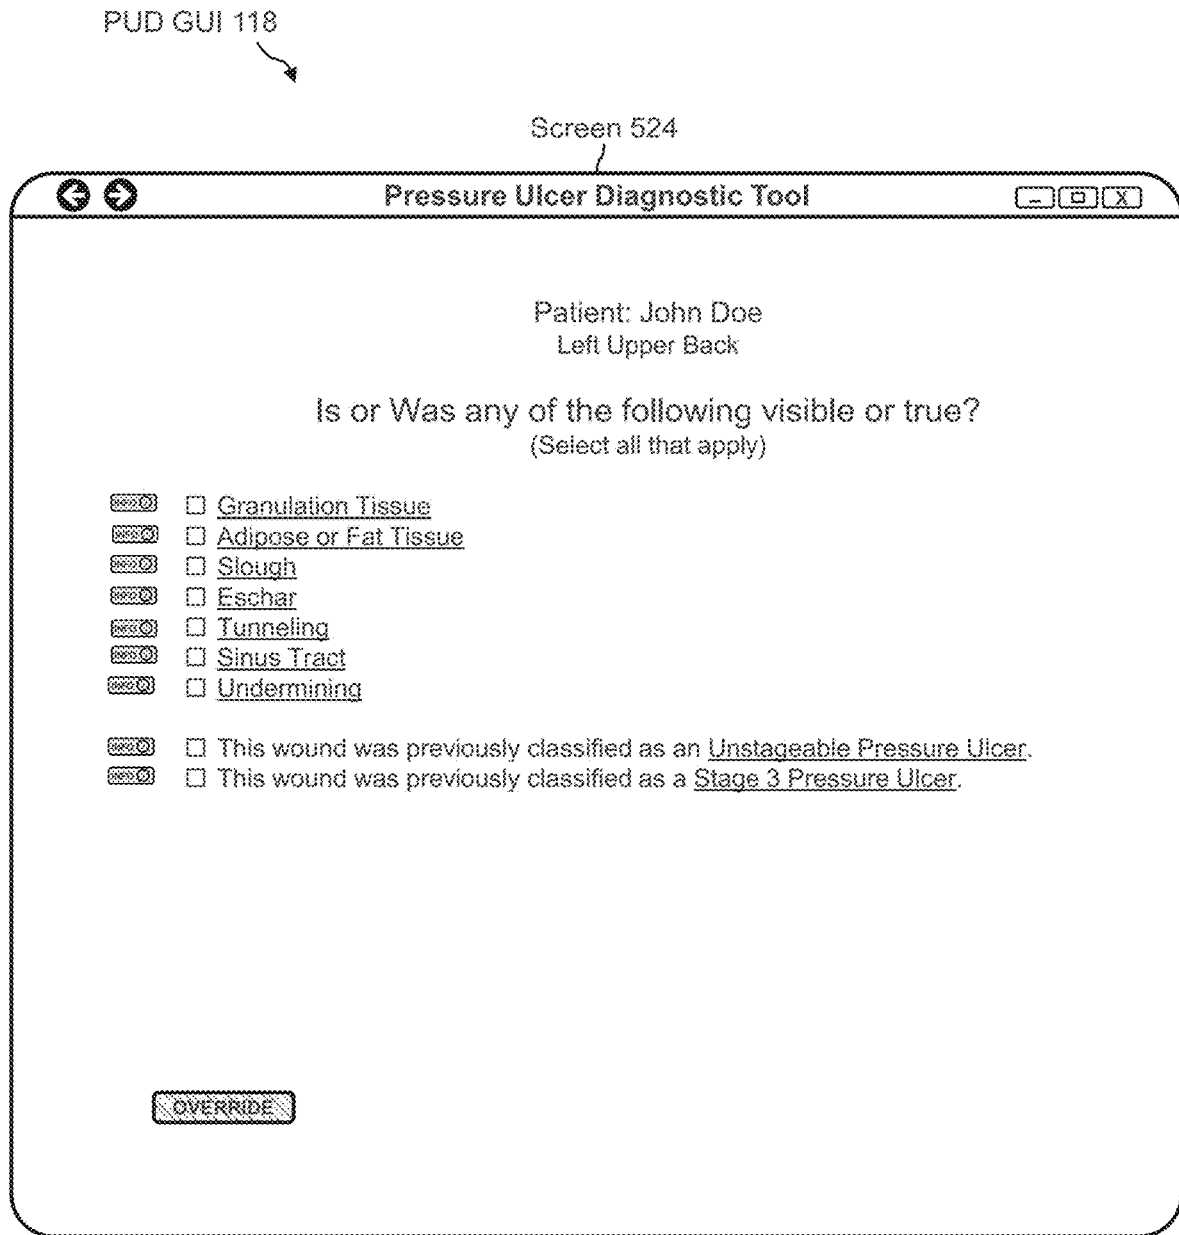 PUD GUI 118
Screen 524
Pressure Ulcer Diagnostic Tool
X
Patient: John Doe
Left Upper Back
Is or Was any of the following visible or true?
(Select all that apply)
Granulation Tissue
Adipose or Fat Tissue
Slough
Eschar
Tunneling
Sinus Tract
Undermining
This wound was previously classified as an Unstageable Pressure Ulcer.
This wound was previously classified as a Stage 3 Pressure Ulcer.
OVERRIDE